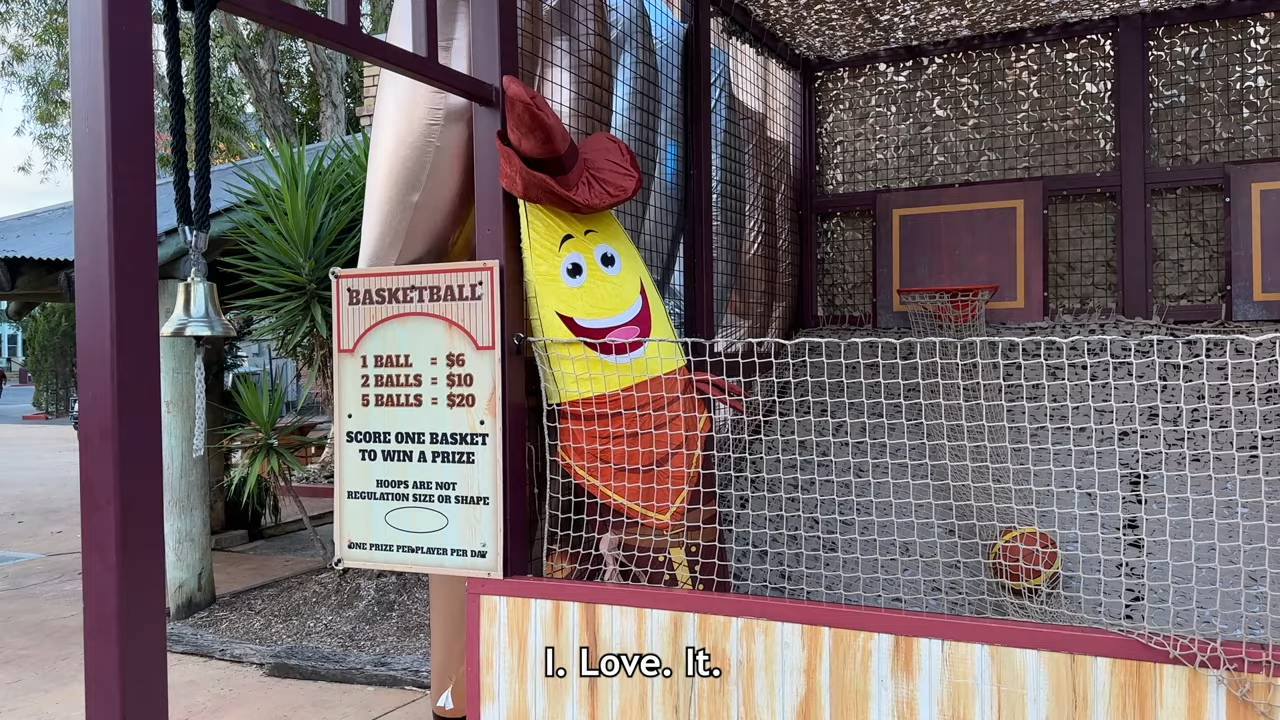 BASKETBALL
1 BALL = $6
2 BALLS = $10
5 BALLS = $20
SCORE ONE BASKET
TO WIN A PRIZE
HOOPS ARE NOT
REGULATION SIZE OR SHAPE
ONE PRIZE PER PLAYER PER DAY
I. Love. It.